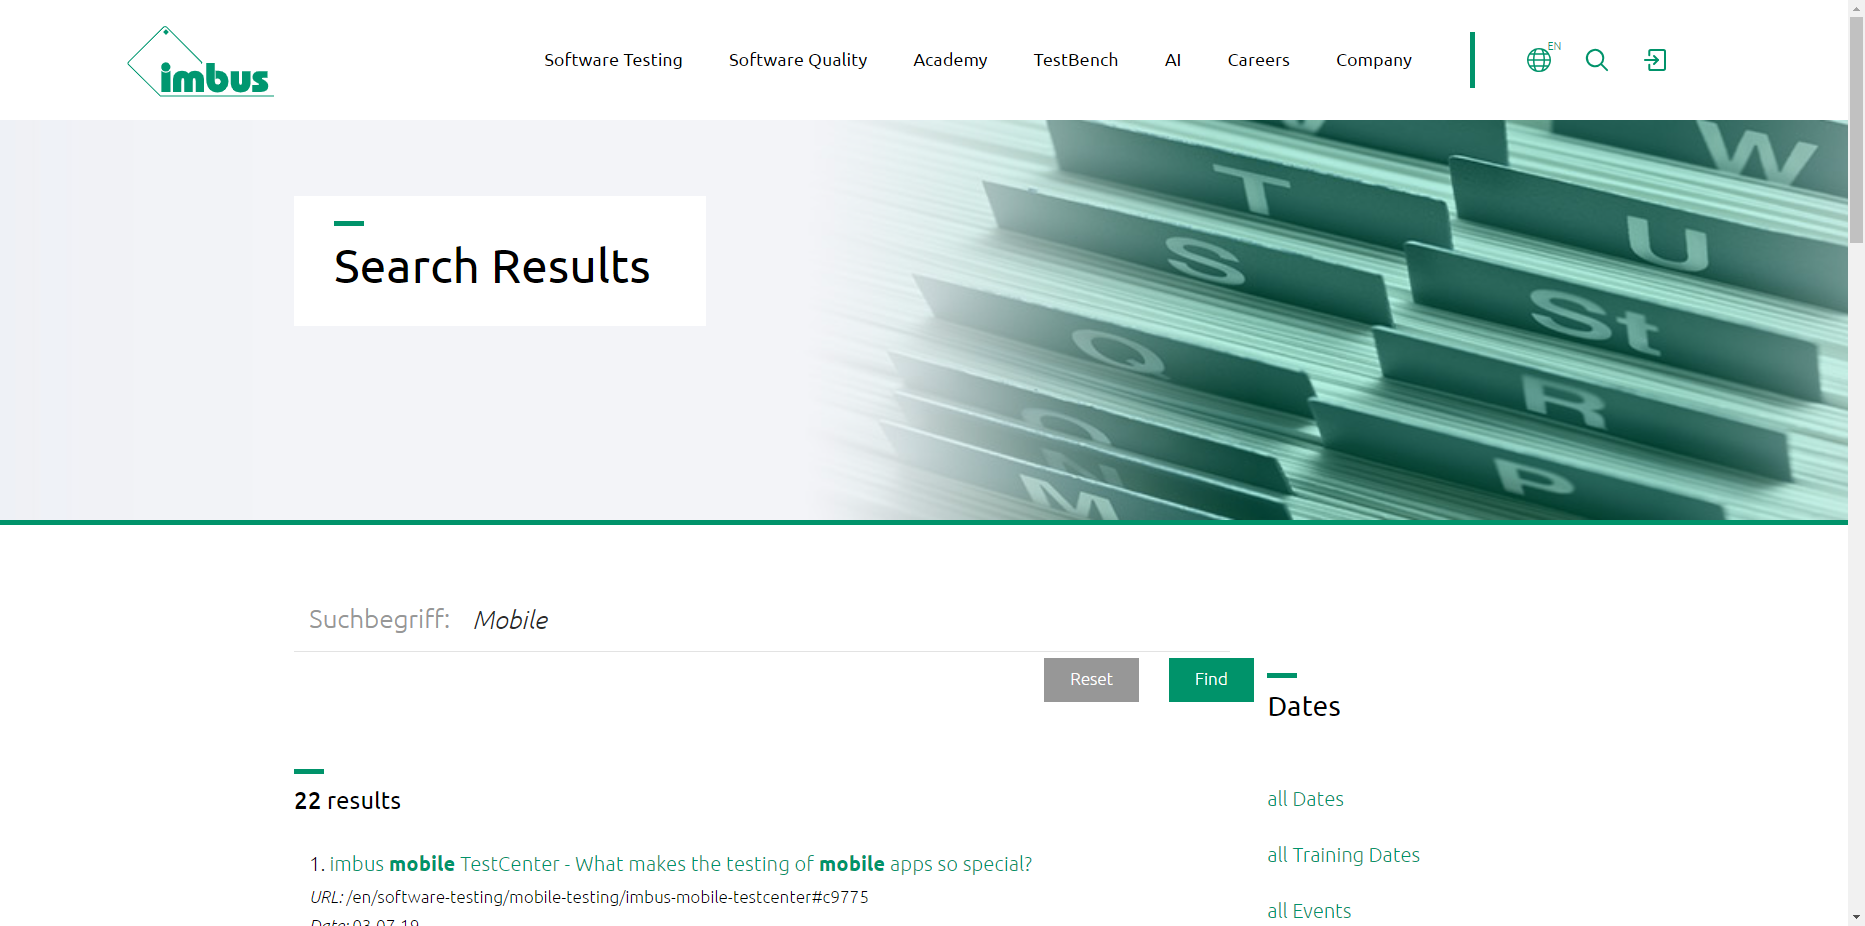 imbus
Software Testing
Software Quality
Academy
TestBench
AI
Careers
Company
EN
W
T
U
S
St
Q
R
O
N
P
M
Search Results
Suchbegriff: Mobile
Reset
Find
Dates
22 results
all Dates
1. imbus mobile TestCenter - What makes the testing of mobile apps so special?
all Training Dates
URL: /en/software-testing/mobile-testing/imbus-mobile-testcenter#c9775
all Events
Date: 03-07-19